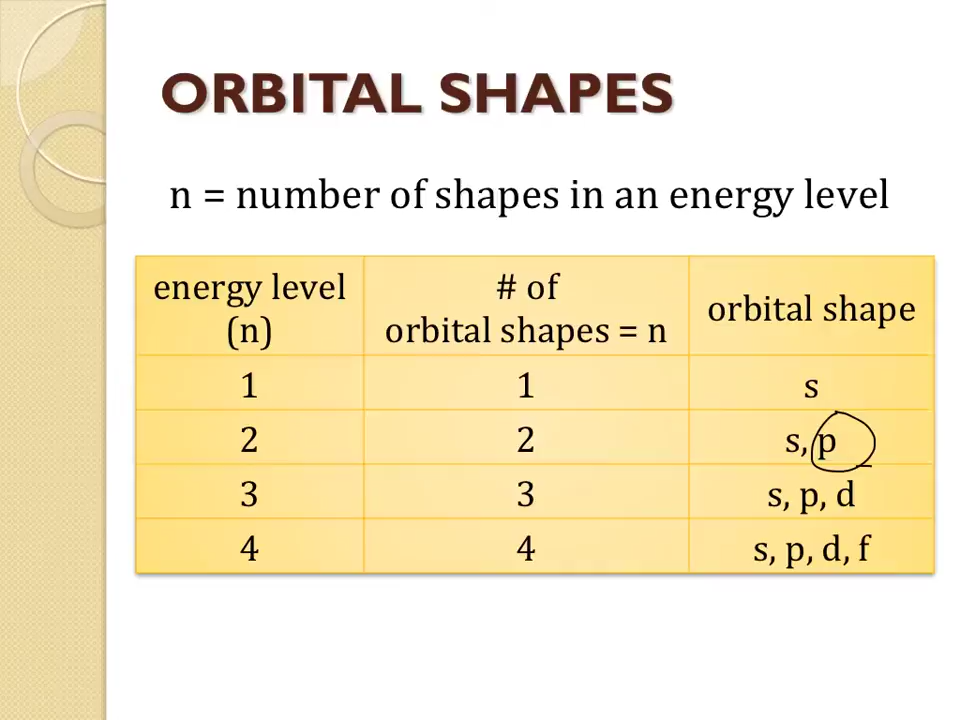 ORBITAL SHAPES
n = number of shapes in an energy level
energy level (n) # of orbital shapes = n orbital shape
1 1 s
2 2 s, p
3 3 s, p, d
4 4 s, p, d, f